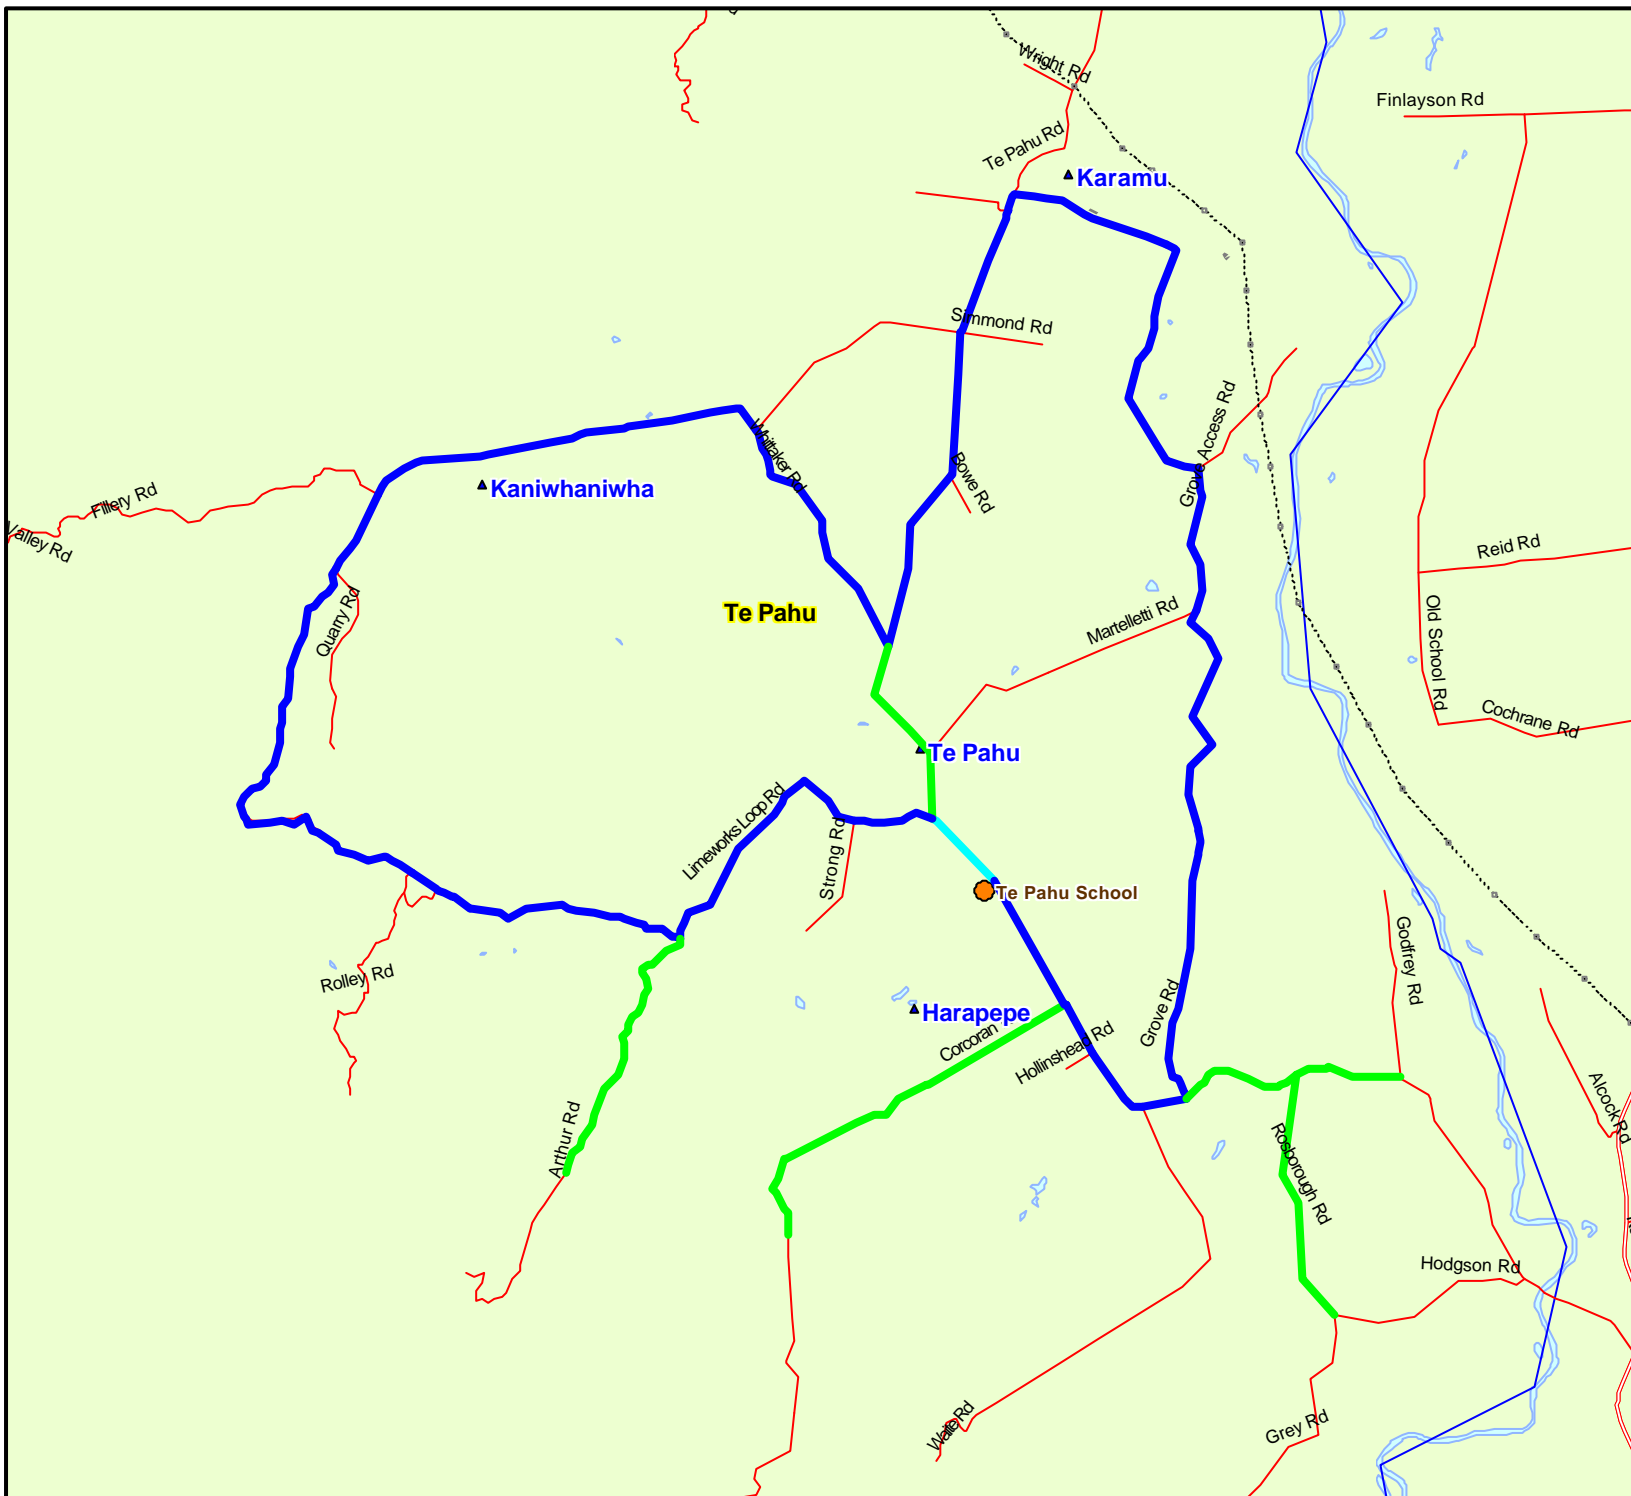 Wright Rd
Finlayson Rd
Te Pahu Rd
Karamu
Simmond Rd
Grove Access Rd
Whittaker Rd
Bowe Rd
Kaniwhaniwha
Fillery Rd
Valley Rd
Reid Rd
Quarry Rd
Te Pahu
Martelletti Rd
Old School Rd
Cochrane Rd
Te Pahu
Limeworks Loop Rd
Strong Rd
Te Pahu School
Godfrey Rd
Rolley Rd
Harapepe
Corcoran
Hollinshead Rd
Grove Rd
Alcock Rd
Arthur Rd
Rosborough Rd
Hodgson Rd
Waite Rd
Grey Rd